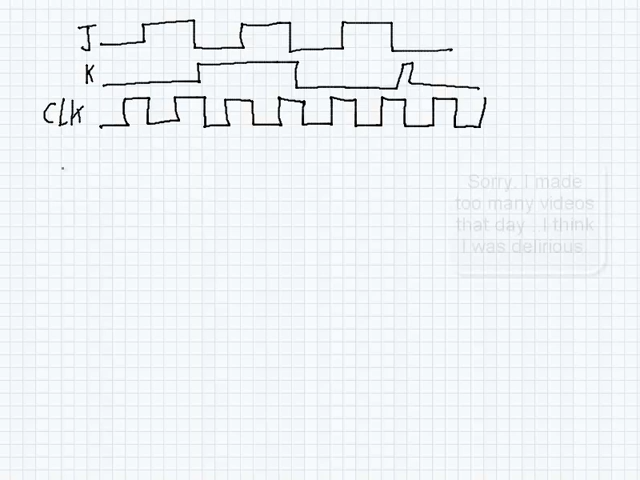 J
K
CLK
Sorry. I made
too many videos
that day . I think
I was delirious